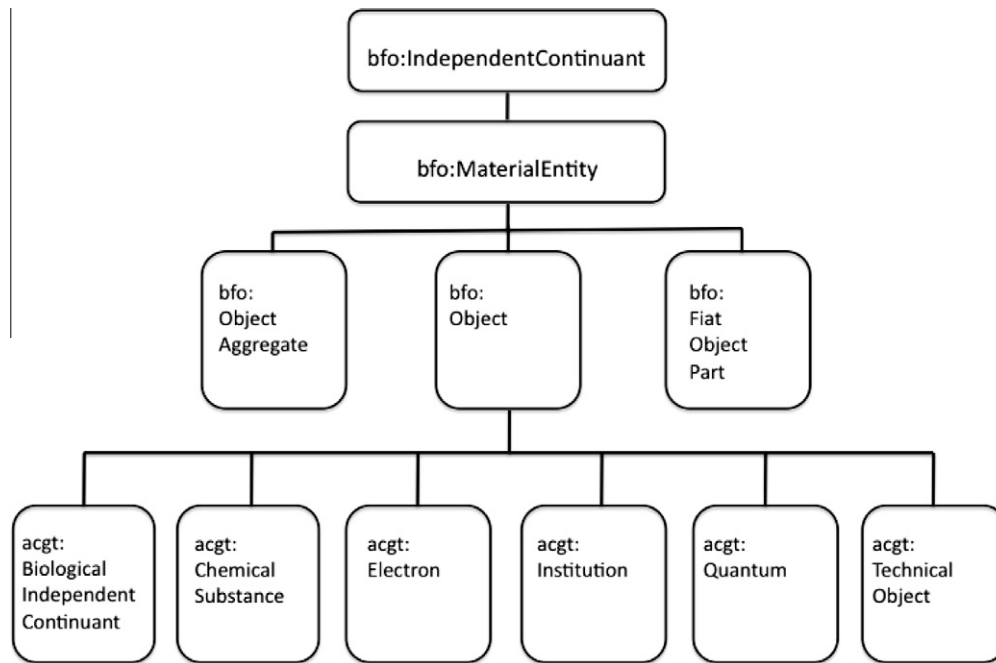 bfo:IndependentContinuant
bfo:MaterialEntity
bfo:
Object
Aggregate
bfo:
Object
bfo:
Fiat
Object
Part
acgt:
Biological
Independent
Continuant
acgt:
Chemical
Substance
acgt:
Electron
acgt:
Institution
acgt:
Quantum
acgt:
Technical
Object